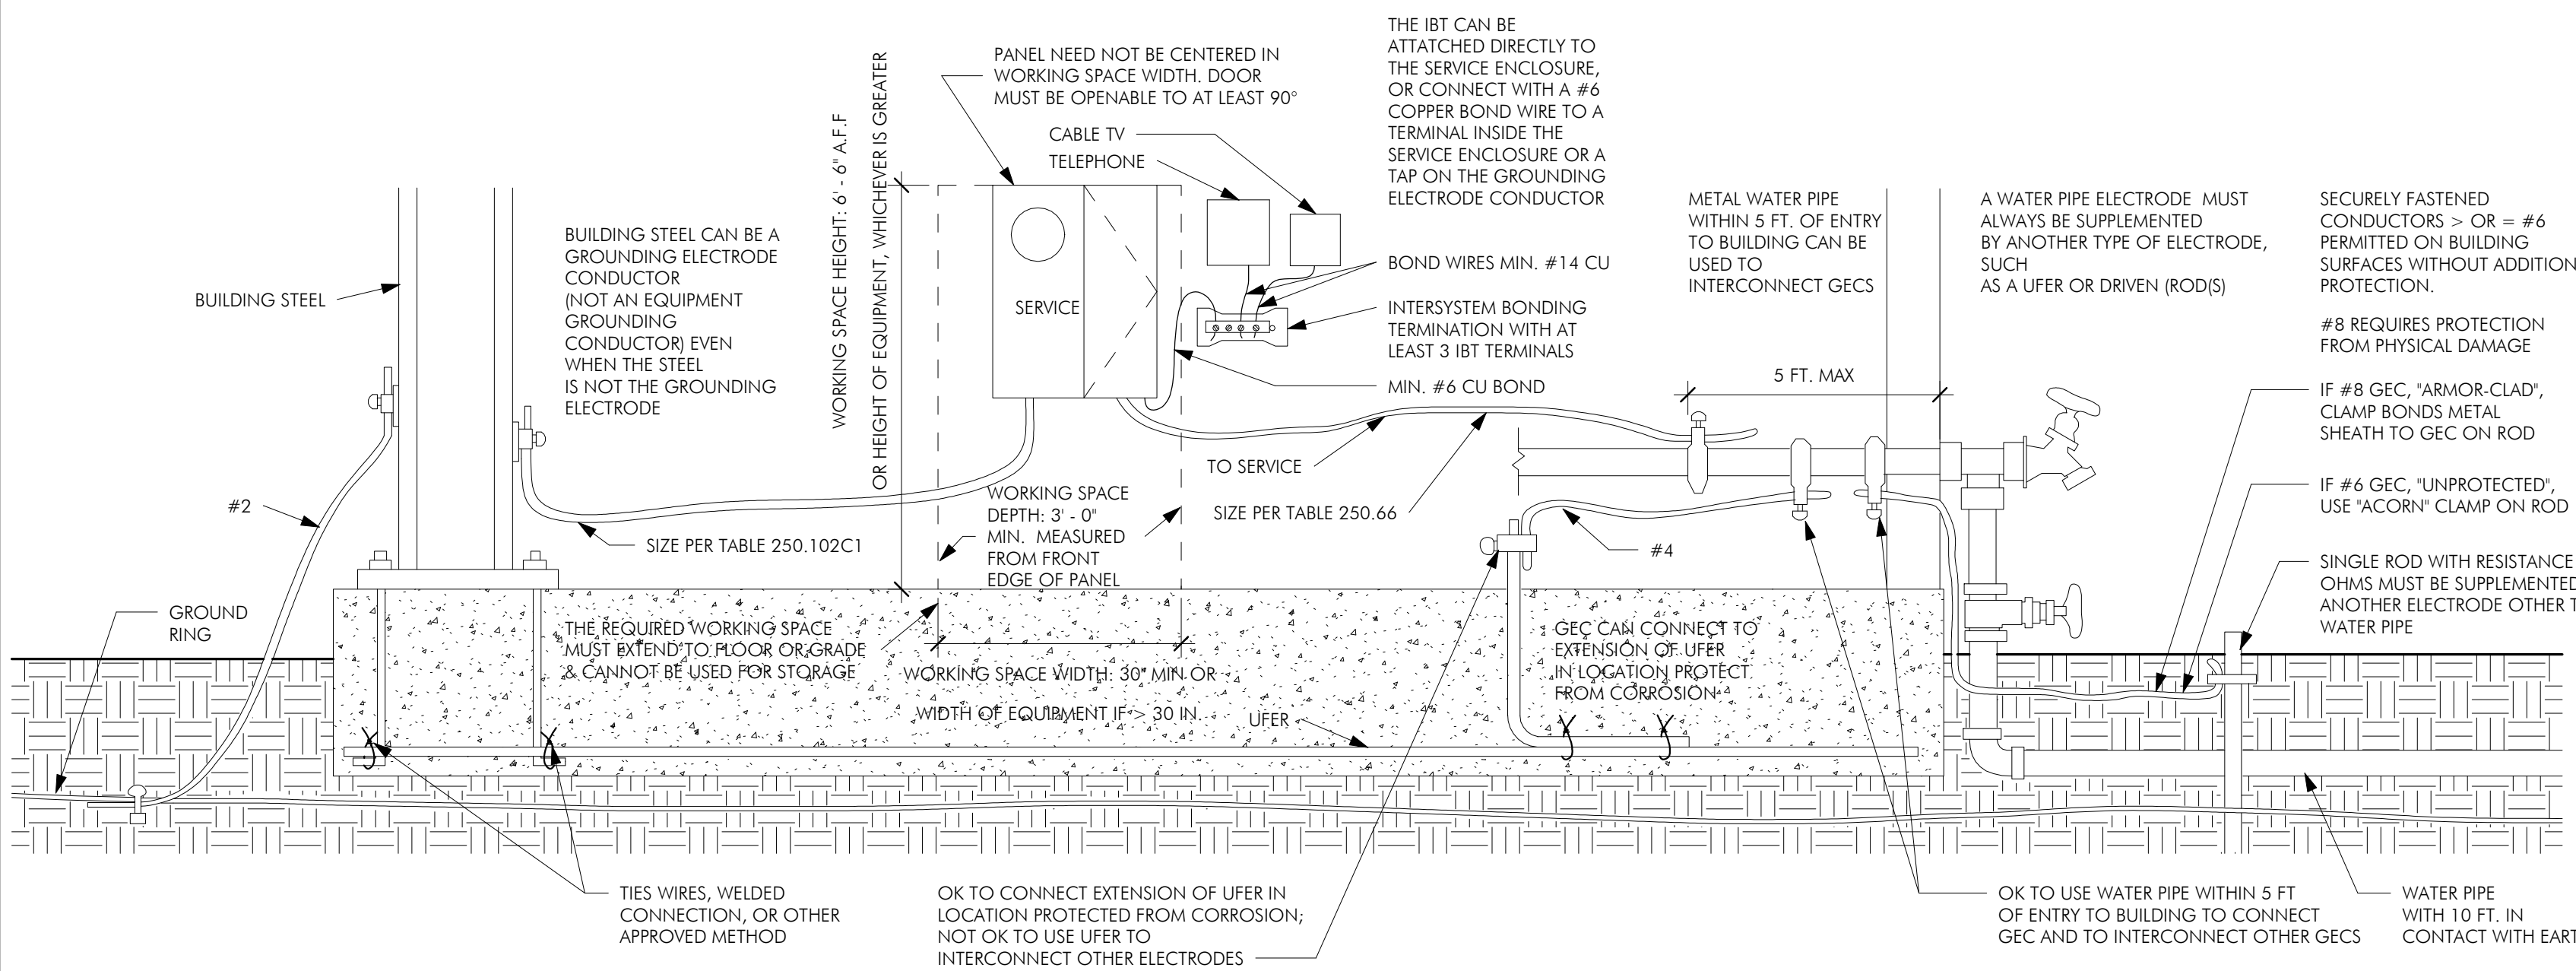 THE IBT CAN BE
ATTATCHED DIRECTLY TO
THE SERVICE ENCLOSURE,
OR CONNECT WITH A #6
COPPER BOND WIRE TO A
TERMINAL INSIDE THE
SERVICE ENCLOSURE OR A
TAP ON THE GROUNDING
ELECTRODE CONDUCTOR
PANEL NEED NOT BE CENTERED IN
WORKING SPACE WIDTH. DOOR
MUST BE OPENABLE TO AT LEAST 90°
CABLE TV
TELEPHONE
WORKING SPACE HEIGHT: 6' - 6" A.F.F
OR HEIGHT OF EQUIPMENT, WHICHEVER IS GREATER
BUILDING STEEL
BUILDING STEEL CAN BE A
GROUNDING ELECTRODE
CONDUCTOR
(NOT AN EQUIPMENT
GROUNDING
CONDUCTOR) EVEN
WHEN THE STEEL
IS NOT THE GROUNDING
ELECTRODE
SERVICE
BOND WIRES MIN. #14 CU
INTERSYSTEM BONDING
TERMINATION WITH AT
LEAST 3 IBT TERMINALS
MIN. #6 CU BOND
METAL WATER PIPE
WITHIN 5 FT. OF ENTRY
TO BUILDING CAN BE
USED TO
INTERCONNECT GECS
A WATER PIPE ELECTRODE MUST
ALWAYS BE SUPPLEMENTED
BY ANOTHER TYPE OF ELECTRODE,
SUCH
AS A UFER OR DRIVEN (ROD(S)
SECURELY FASTENED
CONDUCTORS > OR = #6
PERMITTED ON BUILDING
SURFACES WITHOUT ADDITION
PROTECTION.
#8 REQUIRES PROTECTION
FROM PHYSICAL DAMAGE
5 FT. MAX
IF #8 GEC, "ARMOR-CLAD",
CLAMP BONDS METAL
SHEATH TO GEC ON ROD
IF #6 GEC, "UNPROTECTED",
USE "ACORN" CLAMP ON ROD
SINGLE ROD WITH RESISTANCE
OHMS MUST BE SUPPLEMENTED
ANOTHER ELECTRODE OTHER T
WATER PIPE
#2
SIZE PER TABLE 250.102C1
WORKING SPACE
DEPTH: 3' - 0"
MIN. MEASURED
FROM FRONT
EDGE OF PANEL
TO SERVICE
SIZE PER TABLE 250.66
#4
GROUND
RING
THE REQUIRED WORKING SPACE
MUST EXTEND TO FLOOR OR GRADE
& CANNOT BE USED FOR STORAGE
WORKING SPACE WIDTH: 30" MIN OR
WIDTH OF EQUIPMENT IF > 30 IN.
UFER
GEC CAN CONNECT TO
EXTENSION OF UFER
IN LOCATION PROTECT
FROM CORROSION
TIES WIRES, WELDED
CONNECTION, OR OTHER
APPROVED METHOD
OK TO CONNECT EXTENSION OF UFER IN
LOCATION PROTECTED FROM CORROSION;
NOT OK TO USE UFER TO
INTERCONNECT OTHER ELECTRODES
OK TO USE WATER PIPE WITHIN 5 FT
OF ENTRY TO BUILDING TO CONNECT
GEC AND TO INTERCONNECT OTHER GECS
WATER PIPE
WITH 10 FT. IN
CONTACT WITH EART